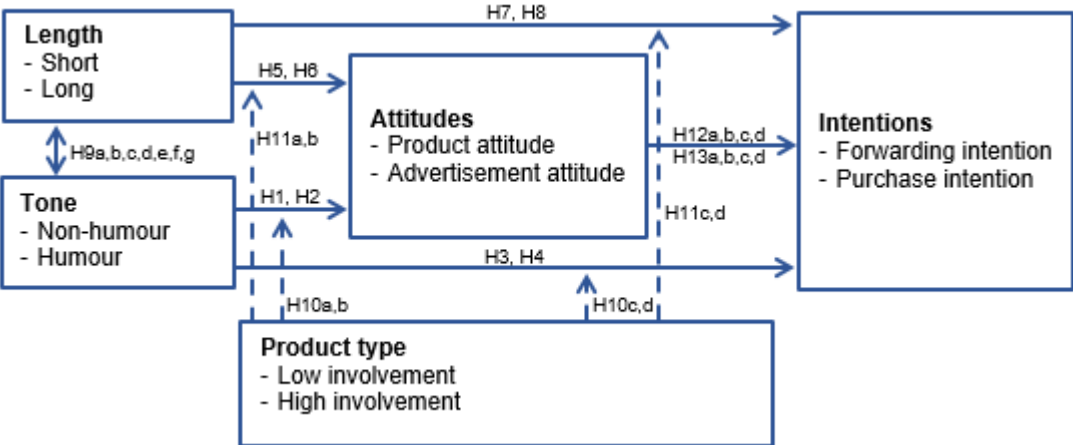 H7, H8
Length
- Short
- Long
H5, H6
H11a,b
Attitudes
- Product attitude
- Advertisement attitude
H12a,b,c,d
H13a,b,c,d
Intentions
- Forwarding intention
- Purchase intention
H9a,b,c,d,e,f,g
Tone
- Non-humour
- Humour
H1, H2
H11c,d
H3, H4
H10a,b
H10c,d
Product type
- Low involvement
- High involvement